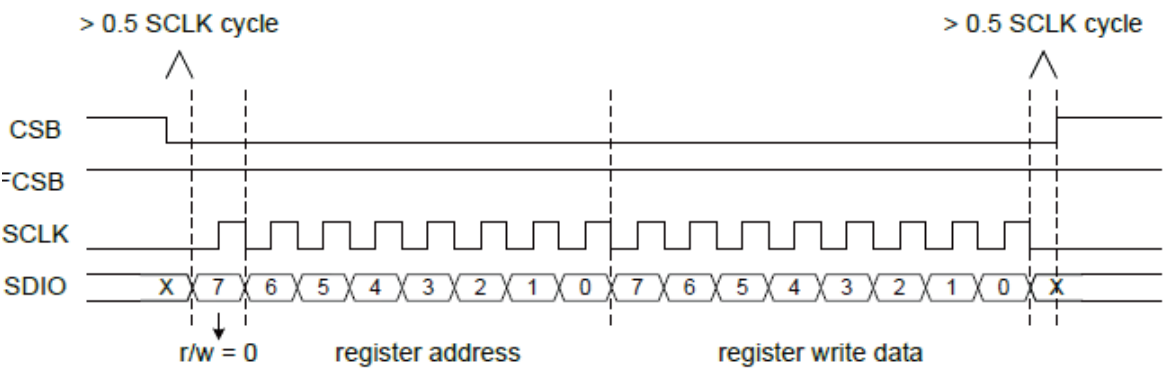 > 0.5 SCLK cycle > 0.5 SCLK cycle
CSB
FCSB
SCLK
SDIO X 7 6 5 4 3 2 1 0 7 6 5 4 3 2 1 0 X
r/w = 0 register address register write data